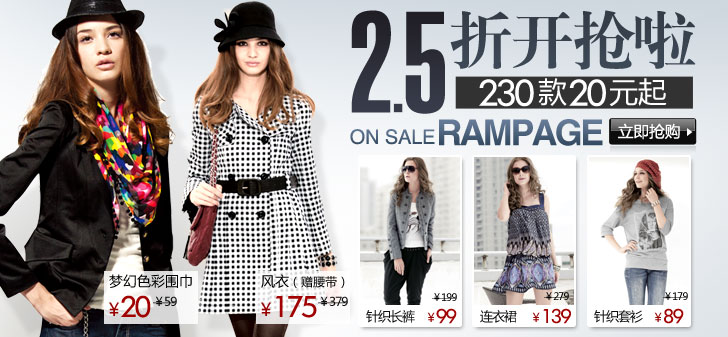 2.5折开抢啦
230款20元起
ON SALE RAMPAGE 立即抢购
梦幻色彩围巾
¥20 ¥59
风衣（赠腰带）
¥175 ¥379
¥199
针织长裤 ¥99
¥279
连衣裙 ¥139
¥179
针织套衫 ¥89